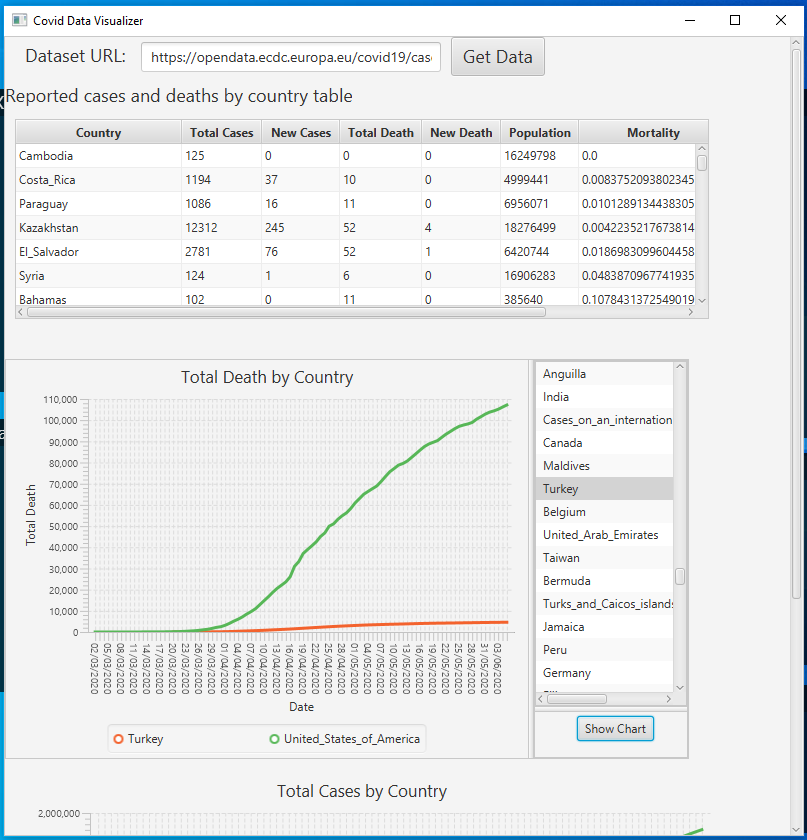 Covid Data Visualizer
Dataset URL: https://opendata.ecdc.europa.eu/covid19/cas Get Data
Reported cases and deaths by country table
Country Total Cases New Cases Total Death New Death Population Mortality
Cambodia 125 0 0 0 16249798 0.0
Costa_Rica 1194 37 10 0 4999441 0.0083752093802345
Paraguay 1086 16 11 0 6956071 0.0101289134438305
Kazakhstan 12312 245 52 4 18276499 0.0042235217673814
El_Salvador 2781 76 52 1 6420744 0.0186983099604458
Syria 124 1 6 0 16906283 0.0483870967741935
Bahamas 102 0 11 0 385640 0.1078431372549019
Total Death by Country
Total Death
110,000
100,000
90,000
80,000
70,000
60,000
50,000
40,000
30,000
20,000
10,000
0
02/03/2020 05/03/2020 08/03/2020 11/03/2020 14/03/2020 17/03/2020 20/03/2020 23/03/2020 26/03/2020 29/03/2020 01/04/2020 04/04/2020 07/04/2020 10/04/2020 13/04/2020 16/04/2020 19/04/2020 22/04/2020 25/04/2020 28/04/2020 01/05/2020 04/05/2020 07/05/2020 10/05/2020 13/05/2020 16/05/2020 19/05/2020 22/05/2020 25/05/2020 28/05/2020 31/05/2020 03/06/2020
Date
Turkey United_States_of_America
Anguilla
India
Cases_on_an_international
Canada
Maldives
Turkey
Belgium
United_Arab_Emirates
Taiwan
Bermuda
Turks_and_Caicos_islands
Jamaica
Peru
Germany
Show Chart
Total Cases by Country
2,000,000